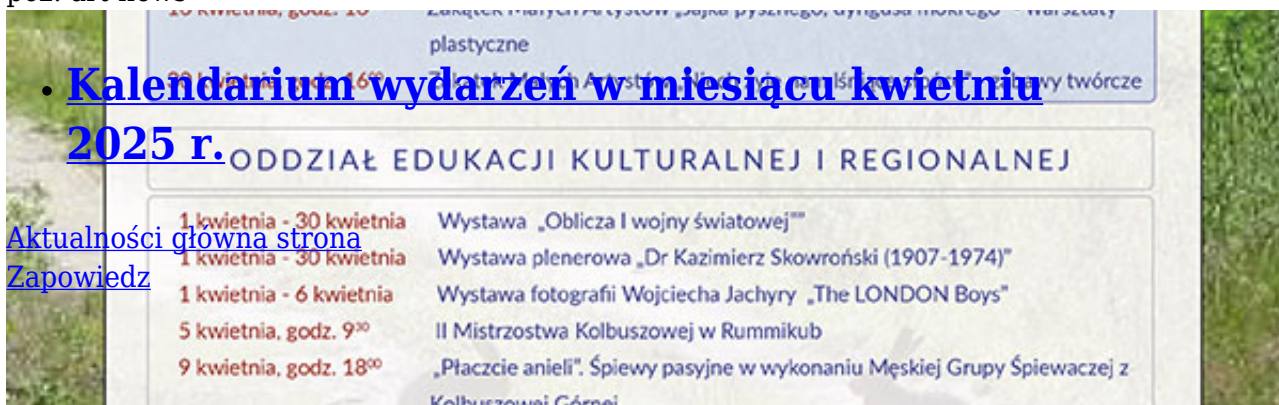 plastyczne
• Kalendarium wydarzeń w miesiącu kwietniu
2025 r.
twórcze
ODDZIAŁ EDUKACJI KULTURALNEJ I REGIONALNEJ
1 kwietnia - 30 kwietnia Wystawa „Oblicza I wojny światowej””
Aktualności główna strona
1 kwietnia - 30 kwietnia Wystawa plenerowa „Dr Kazimierz Skowroński (1907-1974)”
Zapowiedz
1 kwietnia - 6 kwietnia Wystawa fotografii Wojciecha Jachyry „The LONDON Boys”
5 kwietnia, godz. 9³⁰ II Mistrzostwa Kolbuszowej w Rummikub
9 kwietnia, godz. 18⁰⁰ „Płaczcie anieli”. Śpiewy pasyjne w wykonaniu Męskiej Grupy Śpiewaczej z